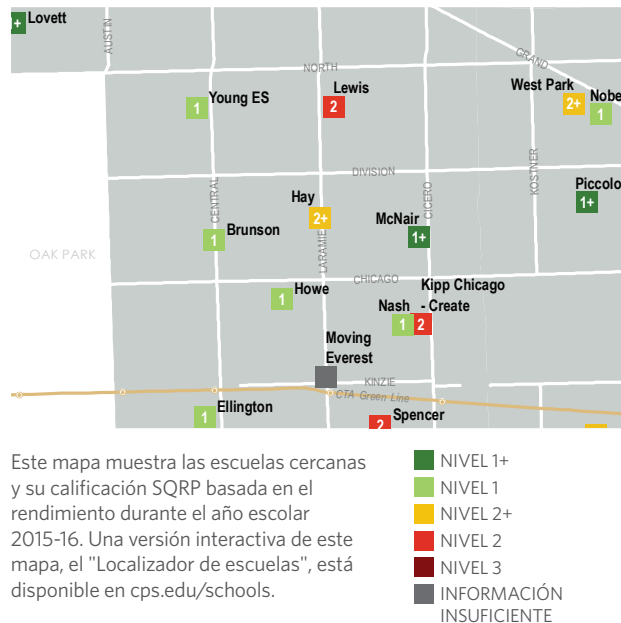 1+ Lovett
AUSTIN
NORTH
GRAND
1 Young ES
Lewis
2
West Park
2+
Nobe
1
DIVISION
CENTRAL
LARAMIE
CICERO
KOSTNER
Piccolo
1+
Hay
2+
McNair
1+
1 Brunson
OAK PARK
CHICAGO
1 Howe
Kipp Chicago
Nash - Create
1 2
Moving
Everest
KINZIE
CTA Green Line
1 Ellington
2 Spencer
Este mapa muestra las escuelas cercanas
y su calificación SQRP basada en el
rendimiento durante el año escolar
2015-16. Una versión interactiva de este
mapa, el "Localizador de escuelas", está
disponible en cps.edu/schools.
NIVEL 1+
NIVEL 1
NIVEL 2+
NIVEL 2
NIVEL 3
INFORMACIÓN
INSUFICIENTE